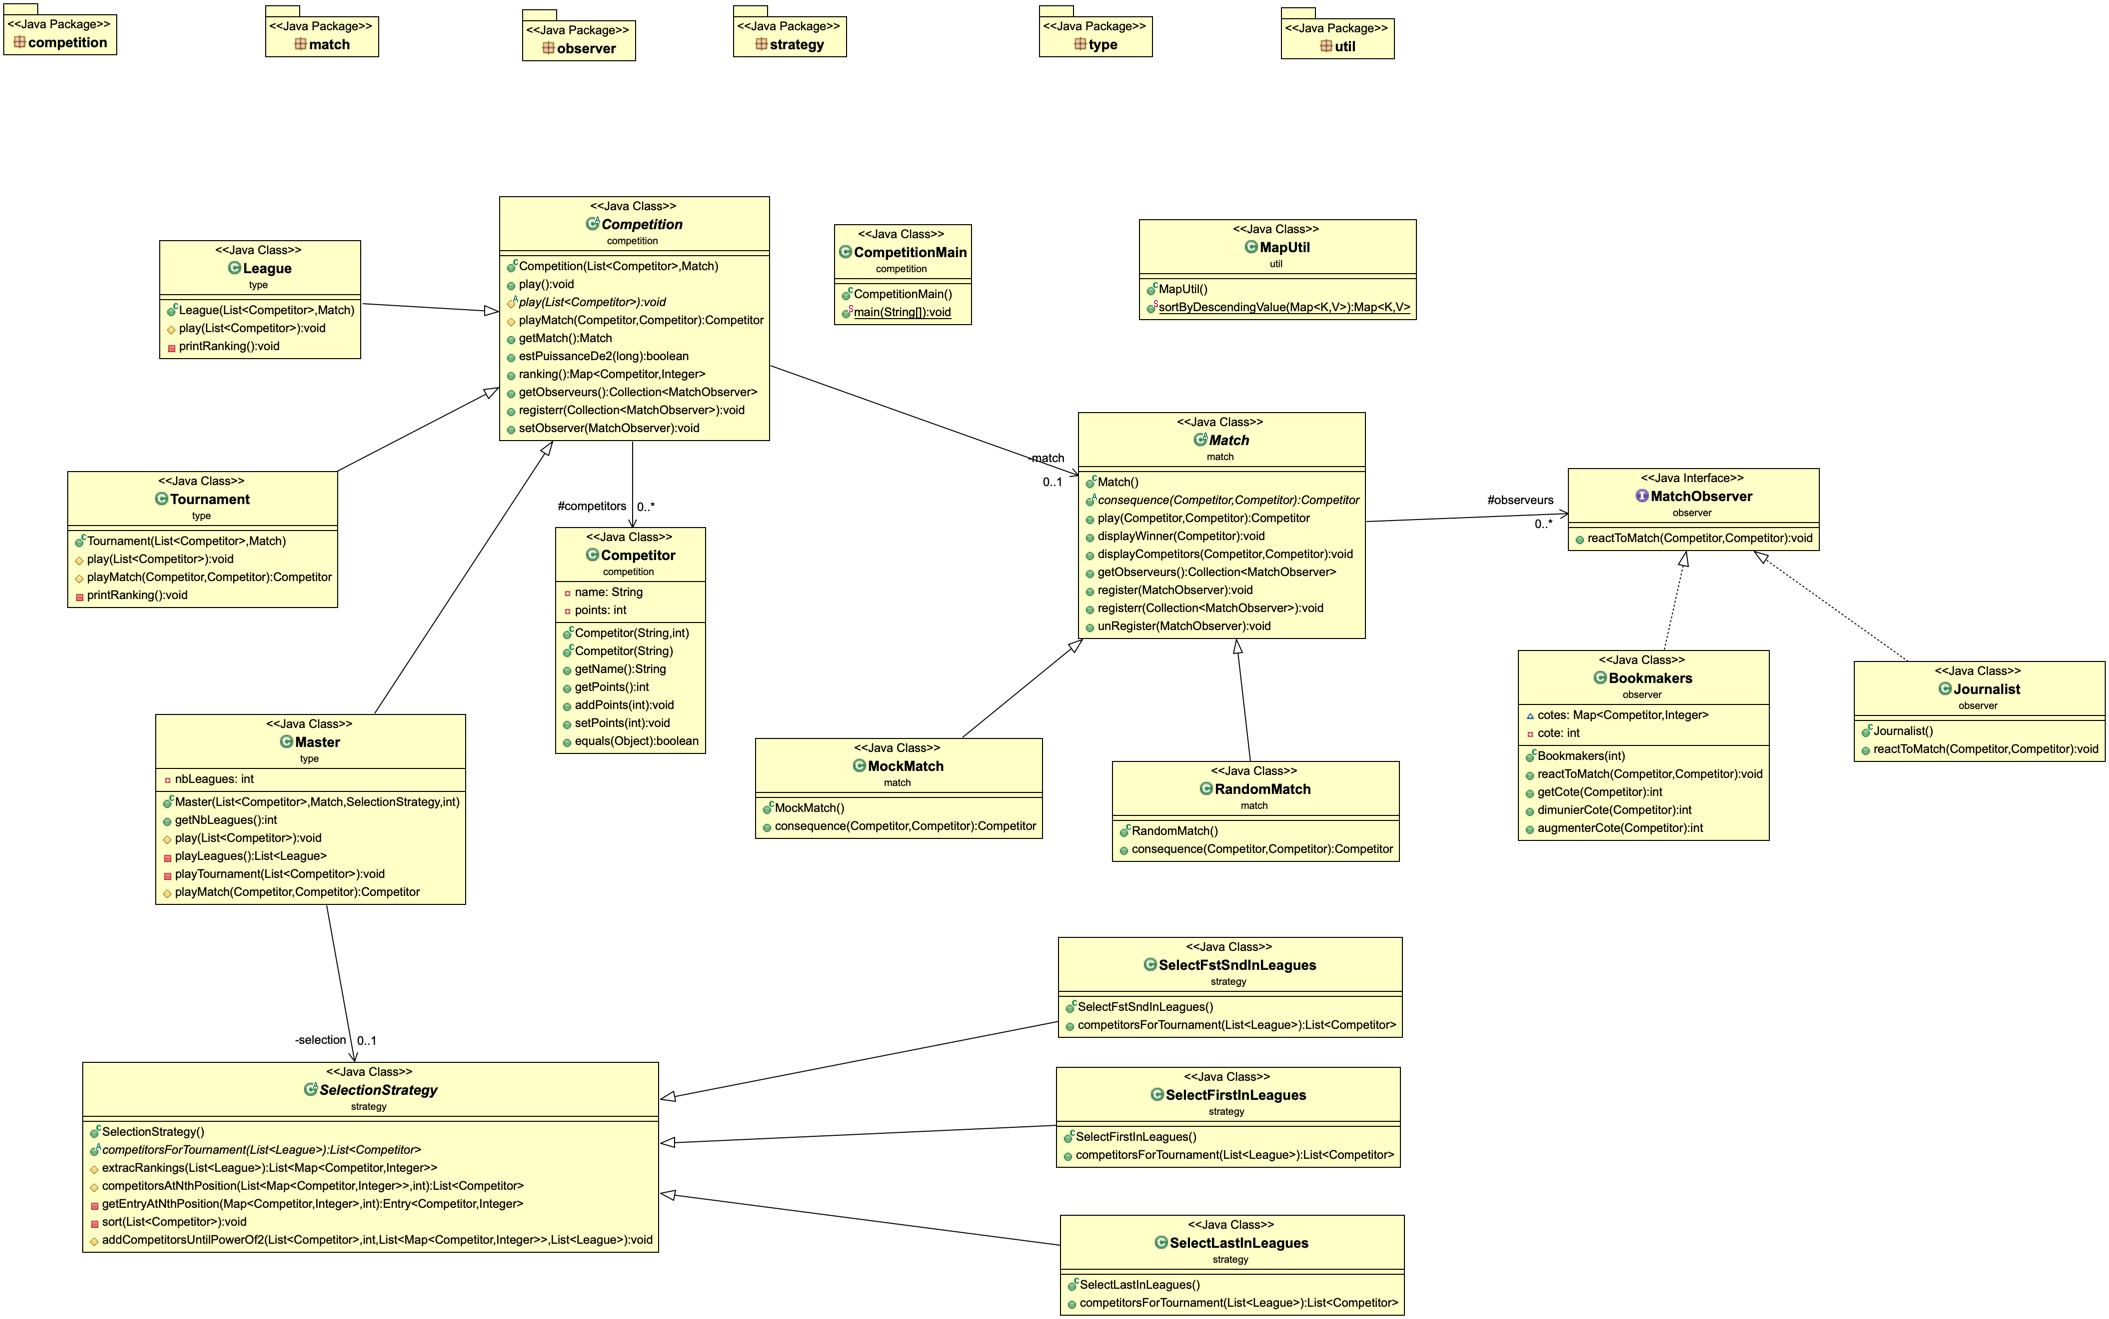 <<Java Package>>
competition
<<Java Package>>
match
<<Java Package>>
observer
<<Java Package>>
strategy
<<Java Package>>
type
<<Java Package>>
util
<<Java Class>>
League
type
League(List<Competitor>,Match)
play(List<Competitor>):void
printRanking():void
<<Java Class>>
Competition
competition
Competition(List<Competitor>,Match)
play():void
play(List<Competitor>):void
playMatch(Competitor,Competitor):Competitor
getMatch():Match
estPuissanceDe2(long):boolean
ranking():Map<Competitor,Integer>
getObserveurs():Collection<MatchObserver>
registerr(Collection<MatchObserver>):void
setObserver(MatchObserver):void
<<Java Class>>
CompetitionMain
competition
CompetitionMain()
main(String[]):void
<<Java Class>>
MapUtil
util
MapUtil()
sortByDescendingValue(Map<K,V>):Map<K,V>
<<Java Class>>
Tournament
type
Tournament(List<Competitor>,Match)
play(List<Competitor>):void
playMatch(Competitor,Competitor):Competitor
printRanking():void
#competitors
0..*
<<Java Class>>
Competitor
competition
name: String
points: int
Competitor(String,int)
Competitor(String)
getName():String
getPoints():int
addPoints(int):void
setPoints(int):void
equals(Object):boolean
-match
0..1
<<Java Class>>
Match
match
Match()
consequence(Competitor,Competitor):Competitor
play(Competitor,Competitor):Competitor
displayWinner(Competitor):void
displayCompetitors(Competitor,Competitor):void
getObserveurs():Collection<MatchObserver>
register(MatchObserver):void
registerr(Collection<MatchObserver>):void
unRegister(MatchObserver):void
#observeurs
0..*
<<Java Interface>>
MatchObserver
observer
reactToMatch(Competitor,Competitor):void
<<Java Class>>
Bookmakers
observer
cotes: Map<Competitor,Integer>
cote: int
Bookmakers(int)
reactToMatch(Competitor,Competitor):void
getCote(Competitor):int
dimunierCote(Competitor):int
augmenterCote(Competitor):int
<<Java Class>>
Journalist
observer
Journalist()
reactToMatch(Competitor,Competitor):void
<<Java Class>>
Master
type
nbLeagues: int
Master(List<Competitor>,Match,SelectionStrategy,int)
getNbLeagues():int
play(List<Competitor>):void
playLeagues():List<League>
playTournament(List<Competitor>):void
playMatch(Competitor,Competitor):Competitor
<<Java Class>>
MockMatch
match
MockMatch()
consequence(Competitor,Competitor):Competitor
<<Java Class>>
RandomMatch
match
RandomMatch()
consequence(Competitor,Competitor):Competitor
-selection
0..1
<<Java Class>>
SelectionStrategy
strategy
SelectionStrategy()
competitorsForTournament(List<League>):List<Competitor>
extracRankings(List<League>):List<Map<Competitor,Integer>>
competitorsAtNthPosition(List<Map<Competitor,Integer>>,int):List<Competitor>
getEntryAtNthPosition(Map<Competitor,Integer>,int):Entry<Competitor,Integer>
sort(List<Competitor>):void
addCompetitorsUntilPowerOf2(List<Competitor>,int,List<Map<Competitor,Integer>>,List<League>):void
<<Java Class>>
SelectFstSndInLeagues
strategy
SelectFstSndInLeagues()
competitorsForTournament(List<League>):List<Competitor>
<<Java Class>>
SelectFirstInLeagues
strategy
SelectFirstInLeagues()
competitorsForTournament(List<League>):List<Competitor>
<<Java Class>>
SelectLastInLeagues
strategy
SelectLastInLeagues()
competitorsForTournament(List<League>):List<Competitor>